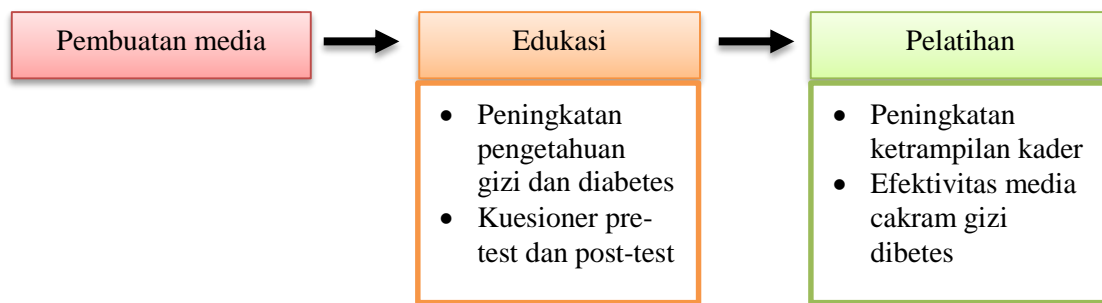 Pembuatan media
Edukasi
Pelatihan
• Peningkatan
pengetahuan
gizi dan diabetes
• Kuesioner pre-
test dan post-test
• Peningkatan
ketrampilan kader
• Efektivitas media
cakram gizi
dibetes